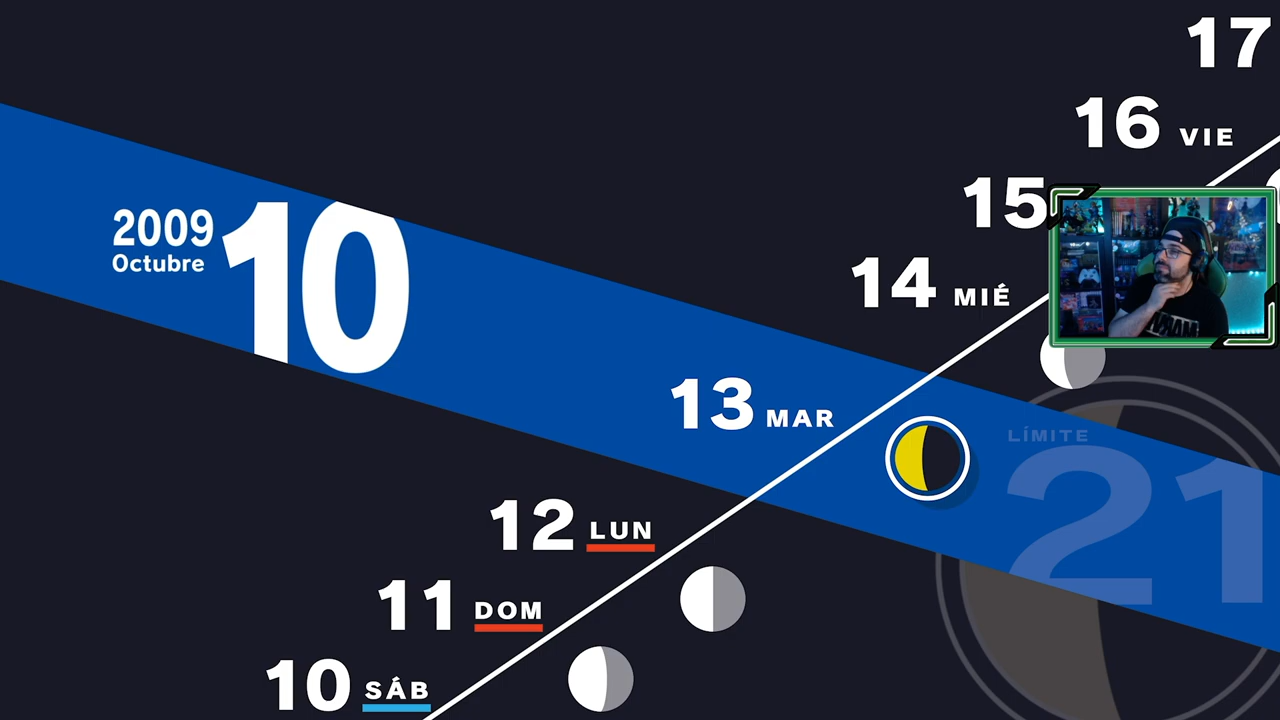 17
16 VIE
15
2009
Octubre
10
14 MIÉ
13 MAR
LÍMITE
21
12 LUN
11 DOM
10 SÁB